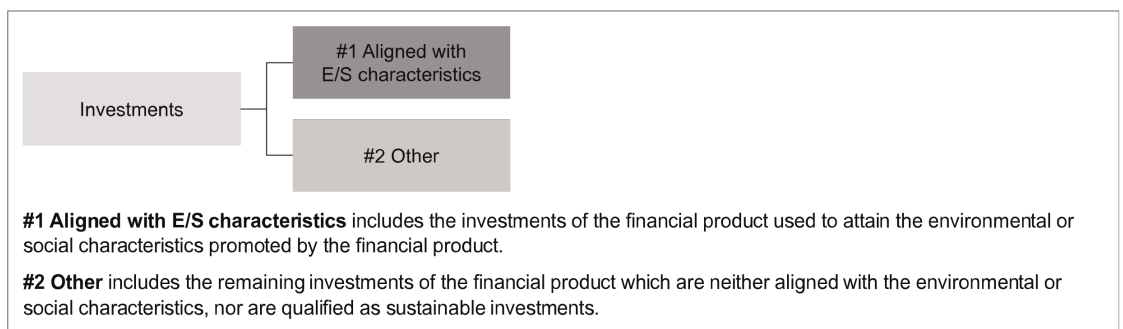 #1 Aligned with
E/S characteristics
Investments
#2 Other
#1 Aligned with E/S characteristics includes the investments of the financial product used to attain the environmental or
social characteristics promoted by the financial product.
#2 Other includes the remaining investments of the financial product which are neither aligned with the environmental or
social characteristics, nor are qualified as sustainable investments.